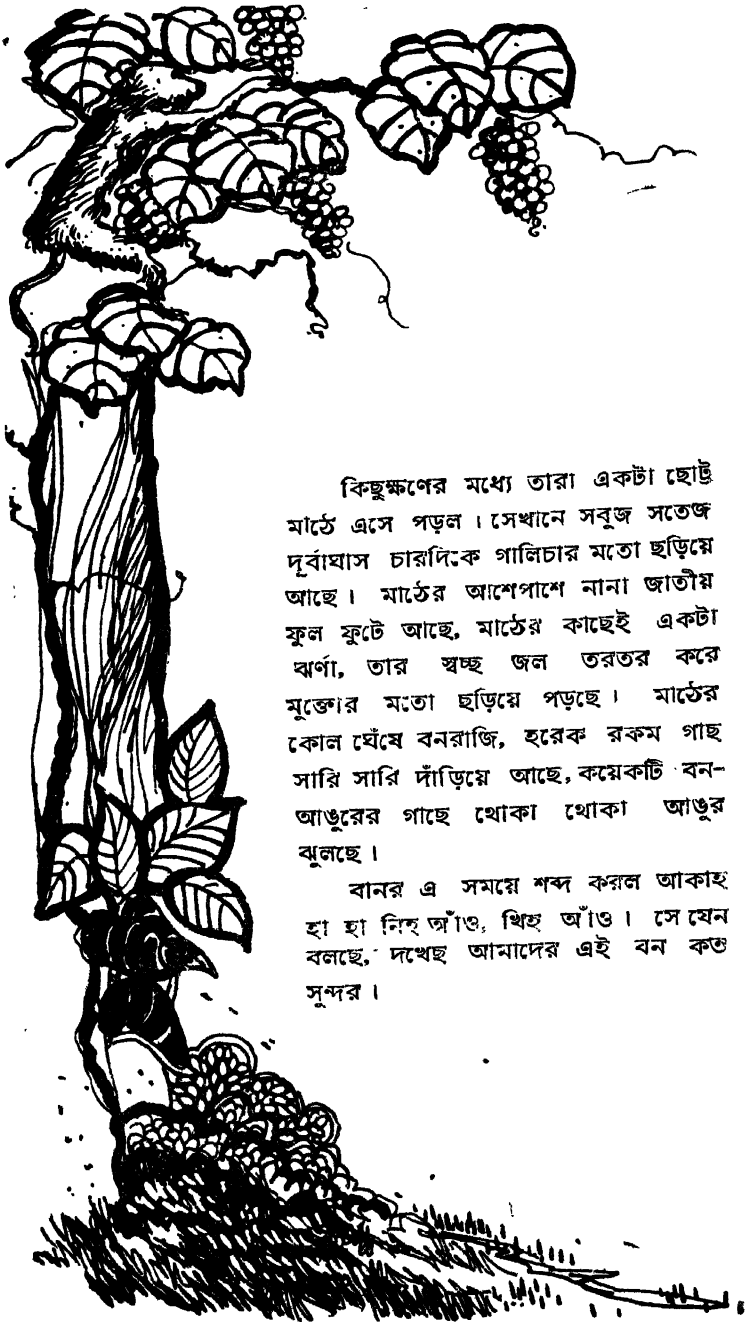 কিছুক্ষণের মধ্যে তারা একটা ছোট্ট
মাঠে এসে পড়ল । সেখানে সবুজ সতেজ
দূর্বাঘাস চারদিকে গালিচার মতো ছড়িয়ে
আছে । মাঠের আশেপাশে নানা জাতীয়
ফুল ফুটে আছে, মাঠের কাছেই একটা
ঝর্ণা, তার স্বচ্ছ জল তরতর করে
মুক্তোর মতো ছড়িয়ে পড়ছে । মাঠের
কোল ঘেঁষে বনরাজি, হরেক রকম গাছ
সারি সারি দাঁড়িয়ে আছে, কয়েকটি বন-
আঙুরের গাছে থোকা থোকা আঙুর
ঝুলছে ।
বানর এ সময়ে শব্দ করল আকাহ
হা হা নিহ্ আঁও, খিহ আঁও । সে যেন
বলছে, দখেছ আমাদের এই বন কত
সুন্দর ।